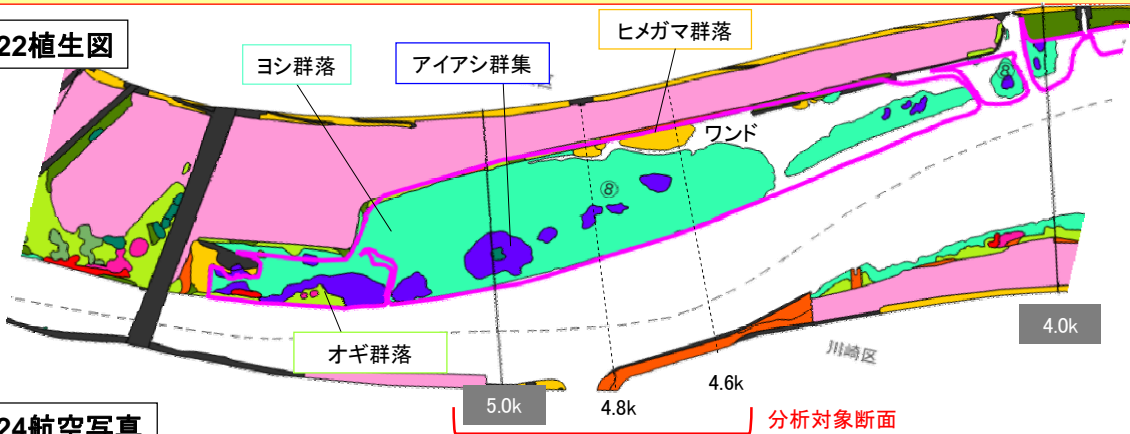 22植生図
ヨシ群落
アイアシ群集
ヒメガマ群落
ワンド
⑧
⑧
オギ群落
川崎区
4.0k
4.6k
5.0k
4.8k
分析対象断面
24航空写真